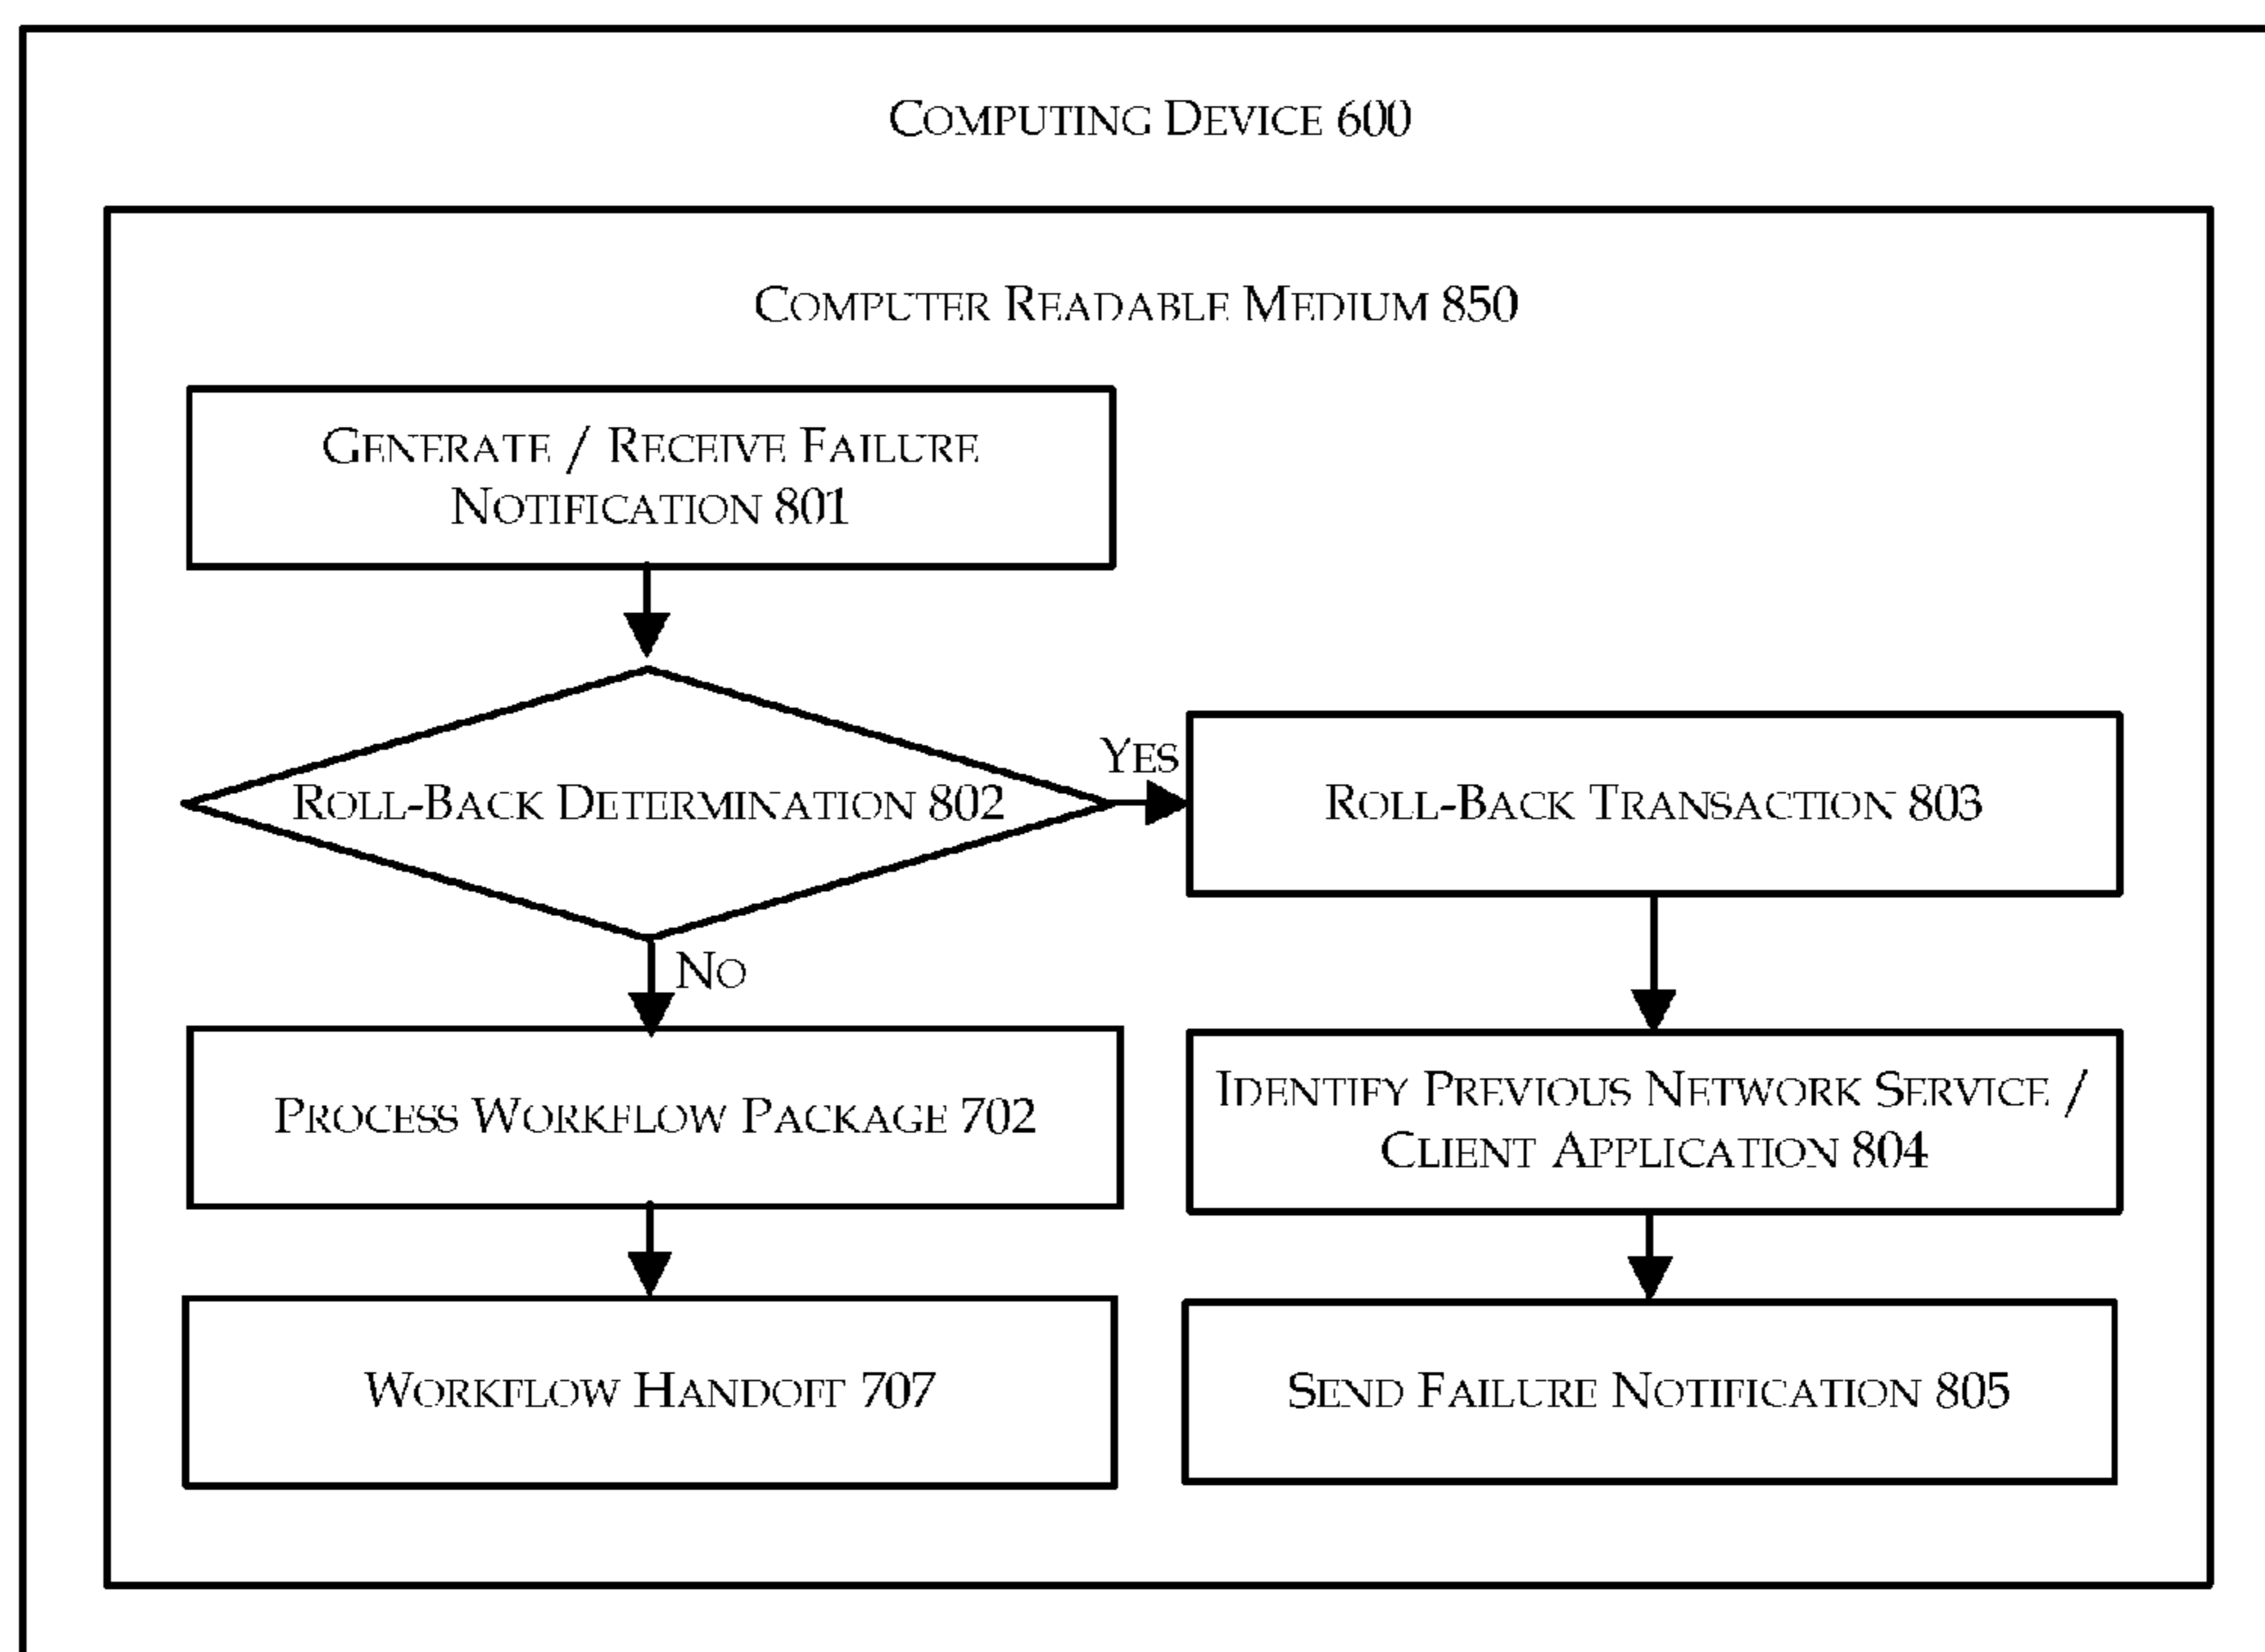 COMPUTING DEVICE 600
COMPUTER READABLE MEDIUM 850
GENERATE / RECEIVE FAILURE
NOTIFICATION 801
ROLL-BACK DETERMINATION 802
YES
ROLL-BACK TRANSACTION 803
NO
PROCESS WORKFLOW PACKAGE 702
IDENTIFY PREVIOUS NETWORK SERVICE /
CLIENT APPLICATION 804
WORKFLOW HANDOFF 707
SEND FAILURE NOTIFICATION 805